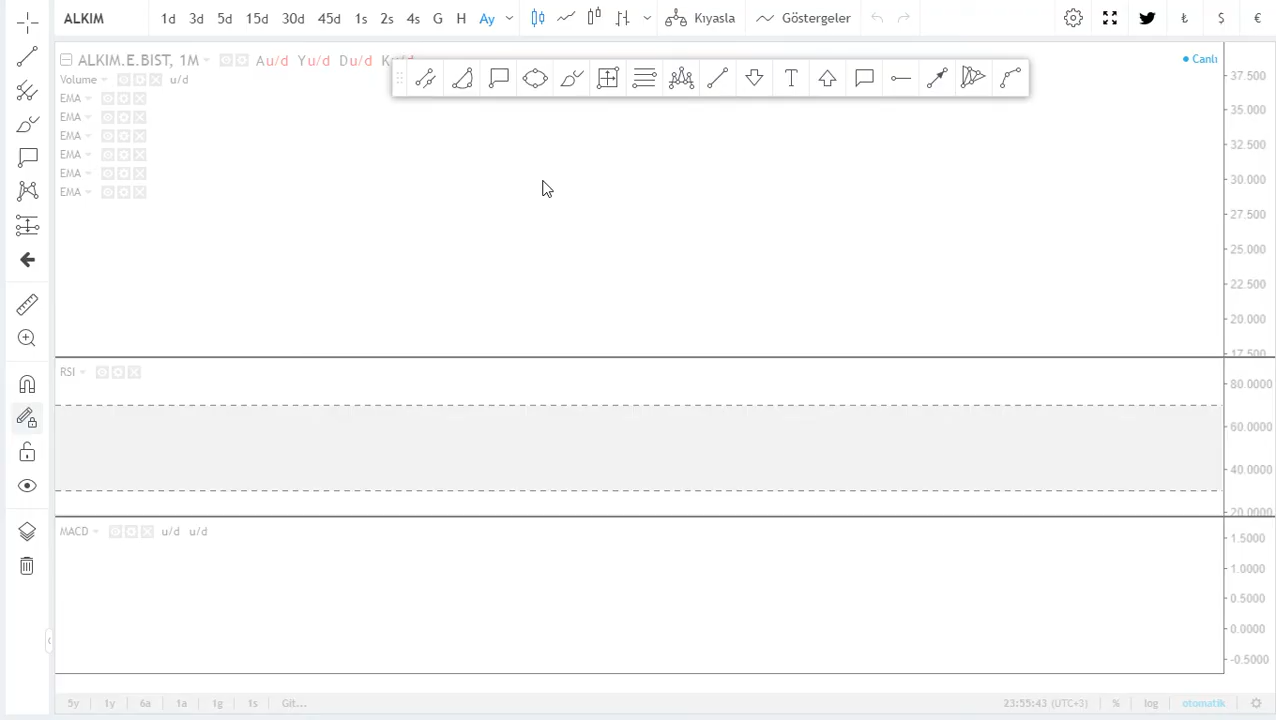 ALKIM 1d 3d 5d 15d 30d 45d 1s 2s 4s G H Ay Kıyasla Göstergeler ₺ $ €
ALKIM.E.BIST, 1M Au/d Yu/d Du/d Ku/d Canlı
Volume u/d
EMA
EMA
EMA
EMA
EMA
EMA
37.500
35.000
32.500
30.000
27.500
25.000
22.500
20.000
17.500
RSI
80.0000
60.0000
40.0000
20.0000
MACD u/d u/d
1.5000
1.0000
0.5000
0.0000
-0.5000
5y 1y 6a 1a 1g 1s Git... 23:55:43 (UTC+3) % log otomatik